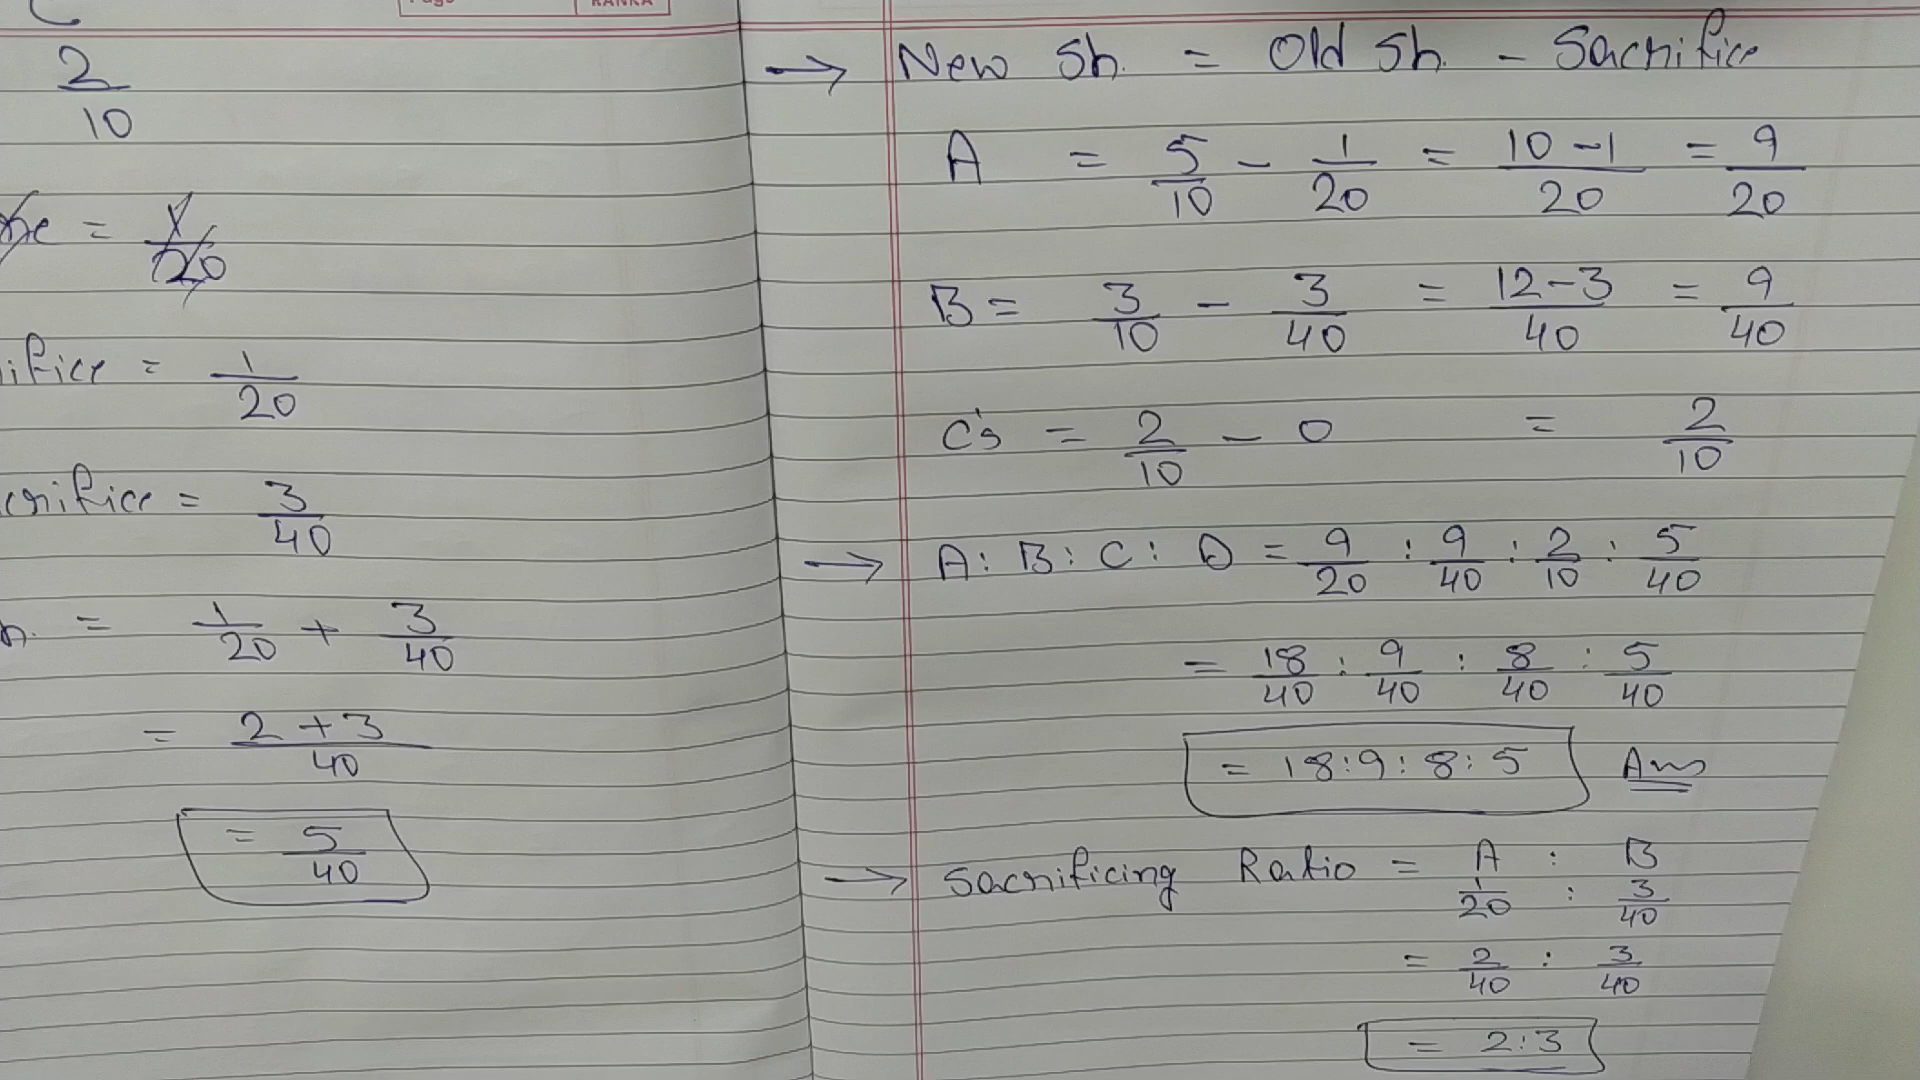 C
2/10
= 1/20
= 1/20
= 3/40
= 1/20 + 3/40
= 2 + 3/40
= 5/40
RANKA
→ New Sh. = Old Sh. - Sacrifice
A = 5/10 - 1/20 = 10 - 1/20 = 9/20
B = 3/10 - 3/40 = 12 - 3/40 = 9/40
C's = 2/10 - 0 = 2/10
→ A : B : C : D = 9/20 : 9/40 : 2/10 : 5/40
= 18/40 : 9/40 : 8/40 : 5/40
= 18 : 9 : 8 : 5 Ans
→ Sacrificing Ratio = A : B
1/20 : 3/40
= 2/40 : 3/40
= 2 : 3